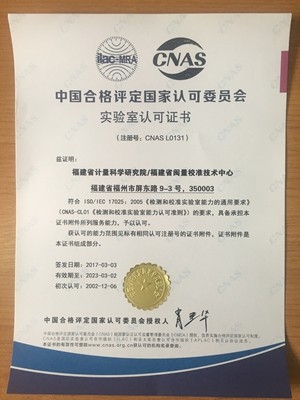 ilac-MRA
CNAS
中国合格评定国家认可委员会
实验室认可证书
（注册号：CNAS L0131）
兹证明：
福建省计量科学研究院/福建省闽量校准技术中心
福建省福州市屏东路 9-3 号，350003
符合 ISO/IEC 17025：2005《检测和校准实验室能力的通用要求》
（CNAS-CL01《检测和校准实验室能力认可准则》）的要求，具备承担本
证书附件所列服务能力，予以认可。
获认可的能力范围见标有相同认可注册号的证书附件，证书附件是
本证书组成部分。
签发日期：2017-03-03
有效期至：2023-03-02
初次认可：2002-12-06
中国合格评定国家认可委员会授权人